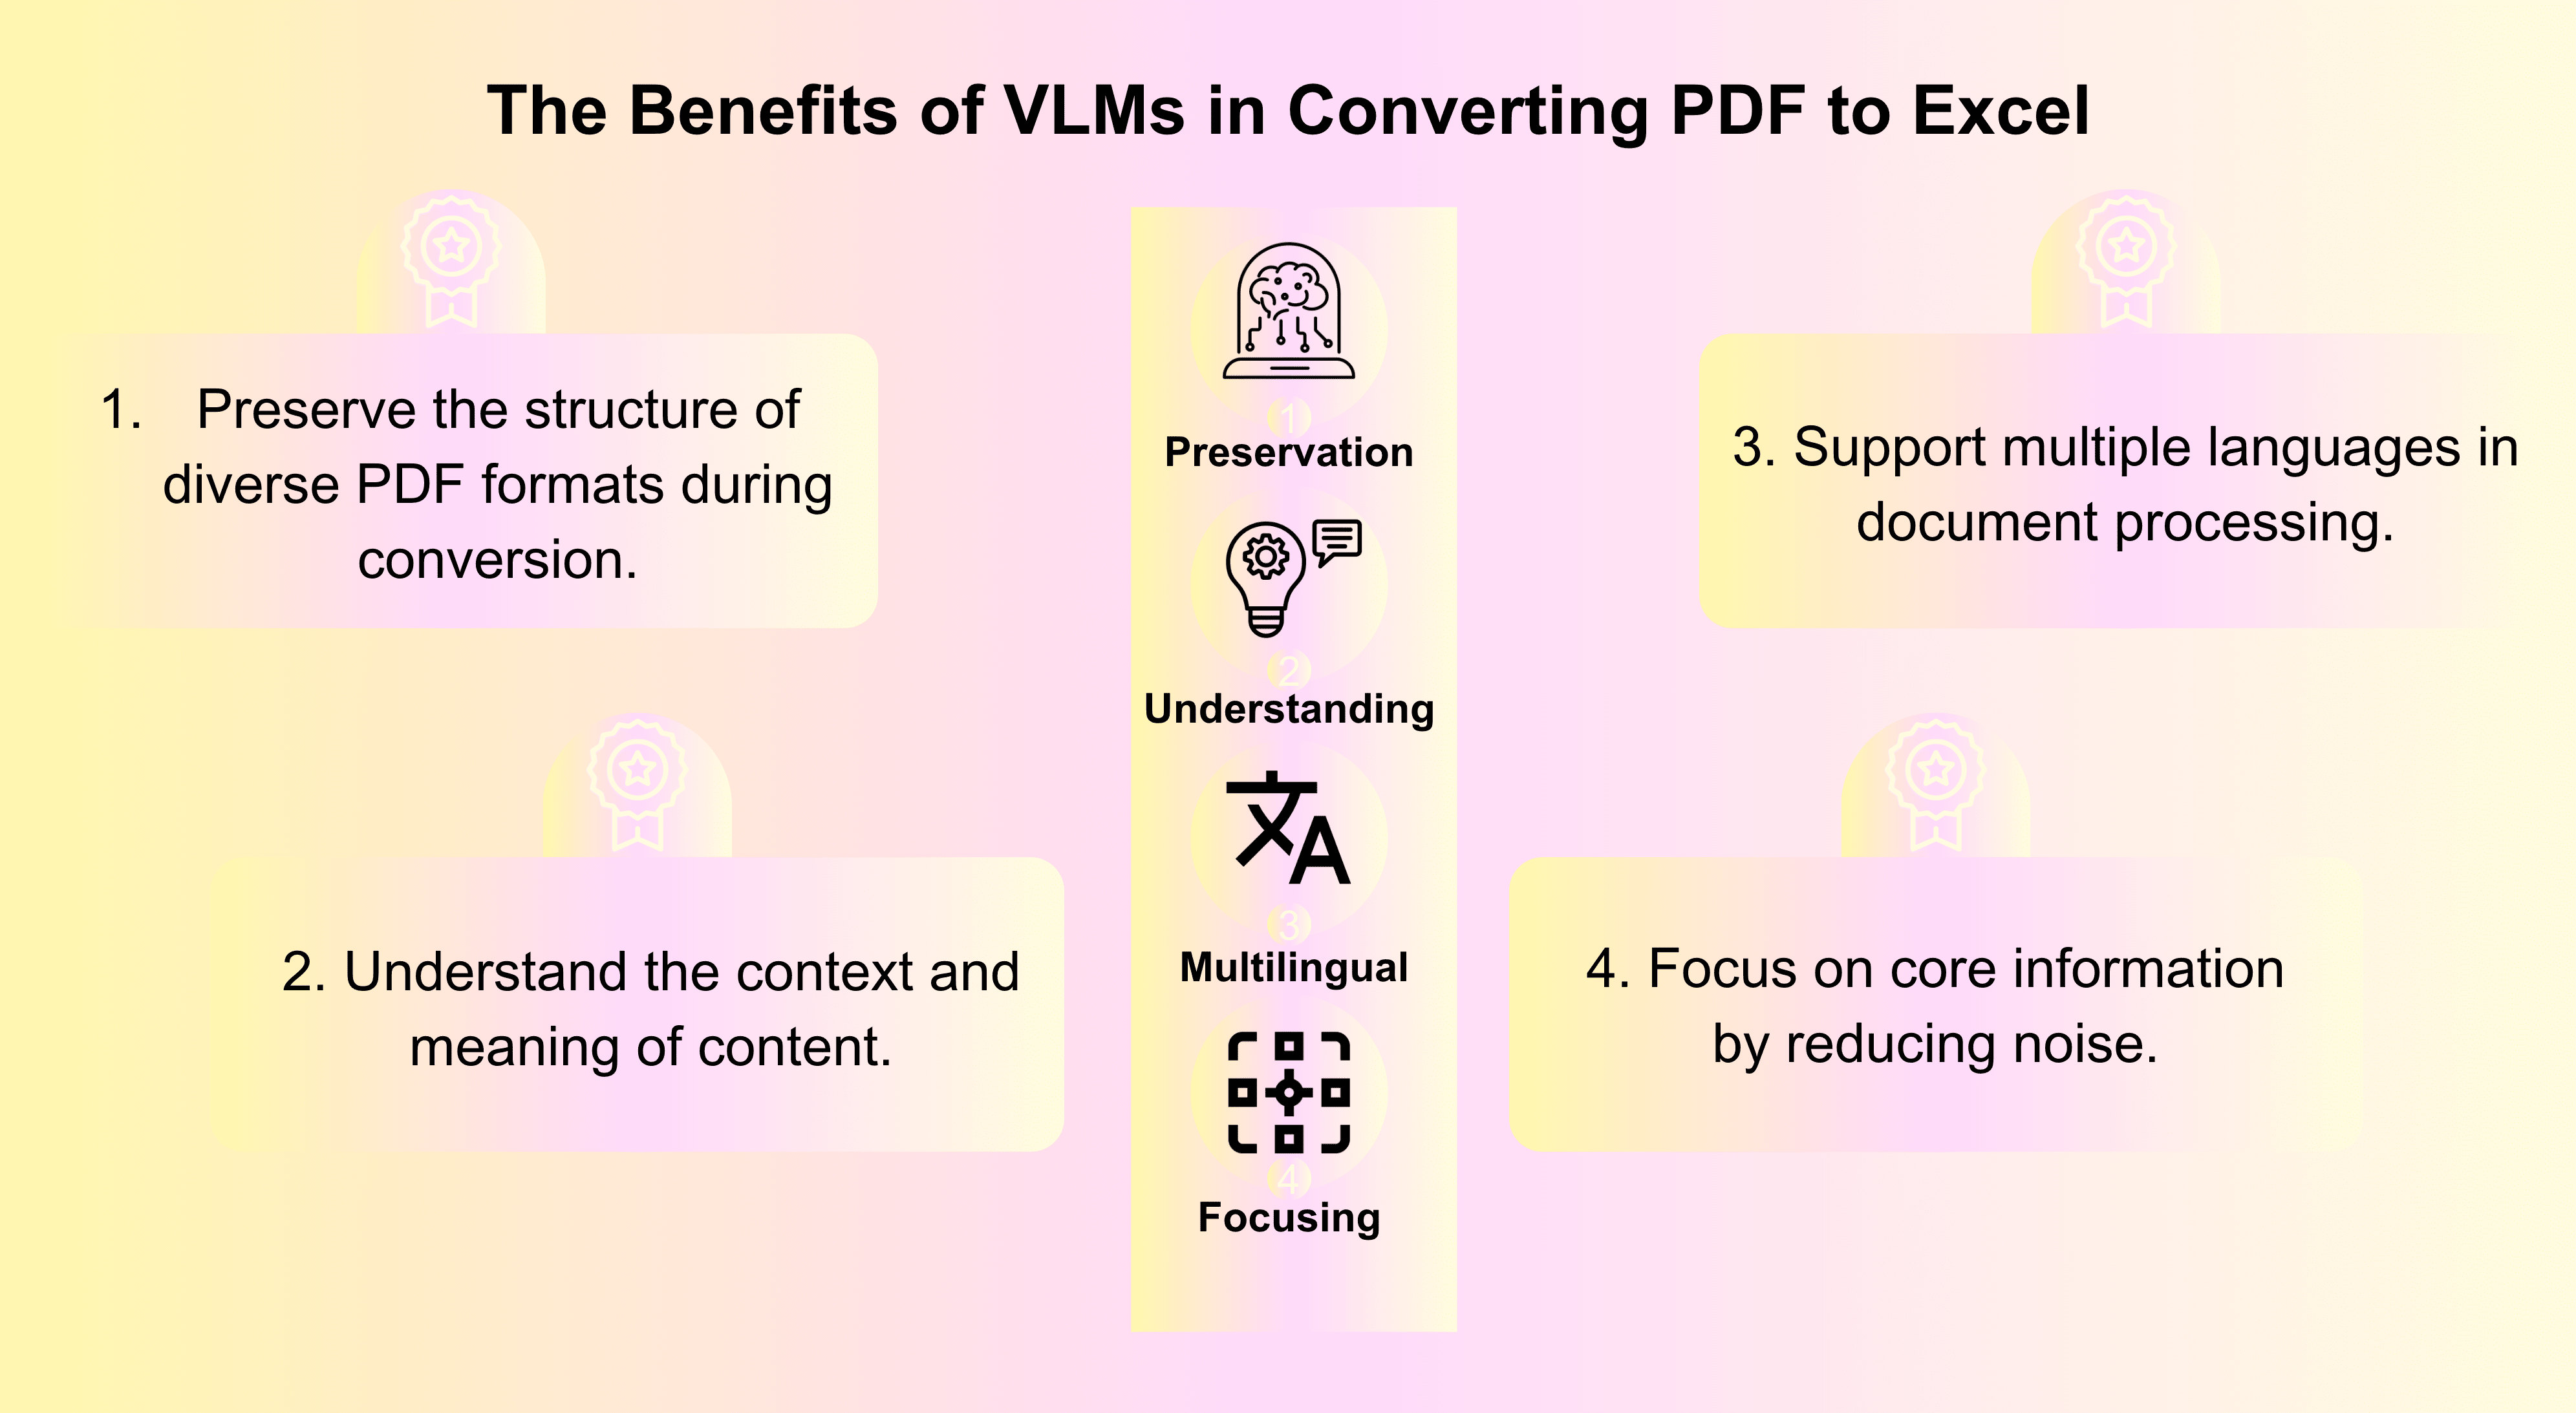 The Benefits of VLMs in Converting PDF to Excel
1. Preserve the structure of
diverse PDF formats during
conversion.
2. Understand the context and
meaning of content.
1
Preservation
2
Understanding
文A
3
Multilingual
4
Focusing
3. Support multiple languages in
document processing.
4. Focus on core information
by reducing noise.